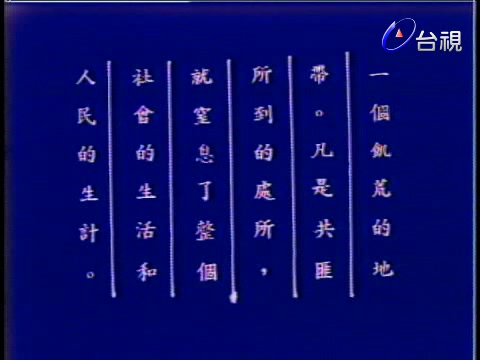 台視
一個飢荒的地
帶。凡是共匪
所到的處所，
就窒息了整個
社會的生活和
人民的生計。